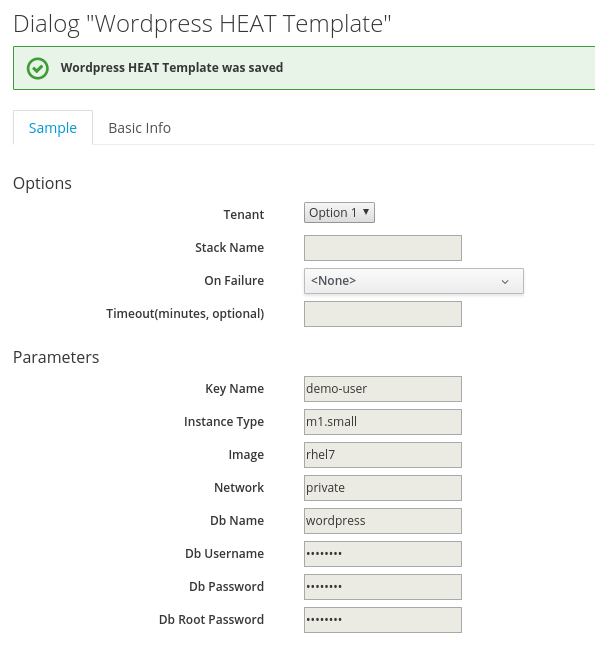 Dialog "Wordpress HEAT Template"
Wordpress HEAT Template was saved
Sample Basic Info
Options
Tenant Option 1
Stack Name
On Failure <None>
Timeout(minutes, optional)
Parameters
Key Name demo-user
Instance Type m1.small
Image rhel7
Network private
Db Name wordpress
Db Username ••••••••
Db Password ••••••••
Db Root Password ••••••••